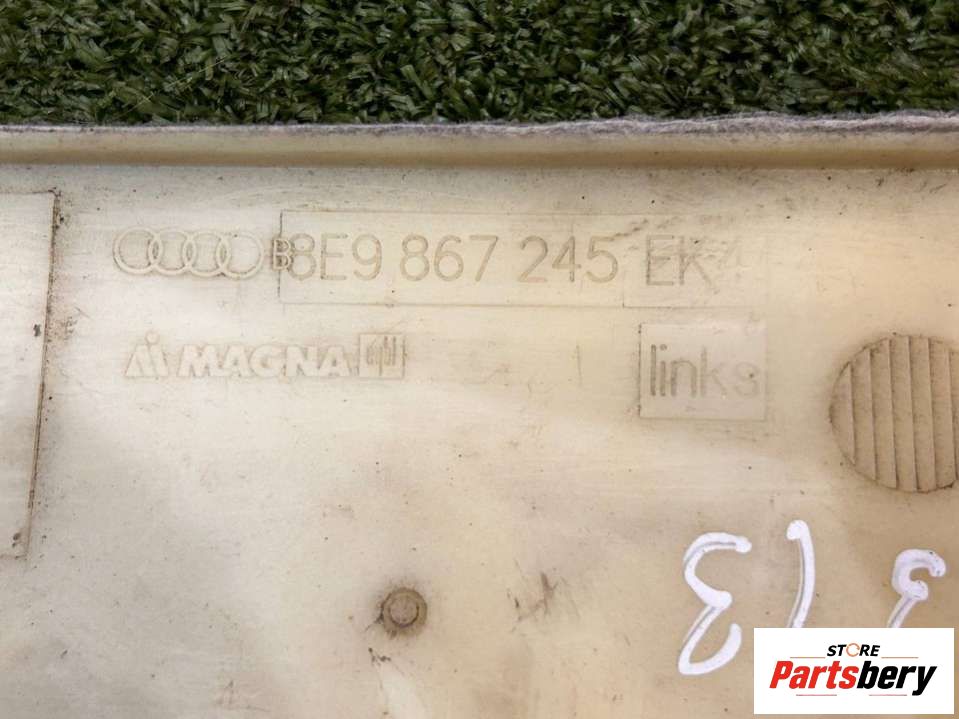 B 8E9 867 245 EK
MAGNA
links
STORE
Partsbery